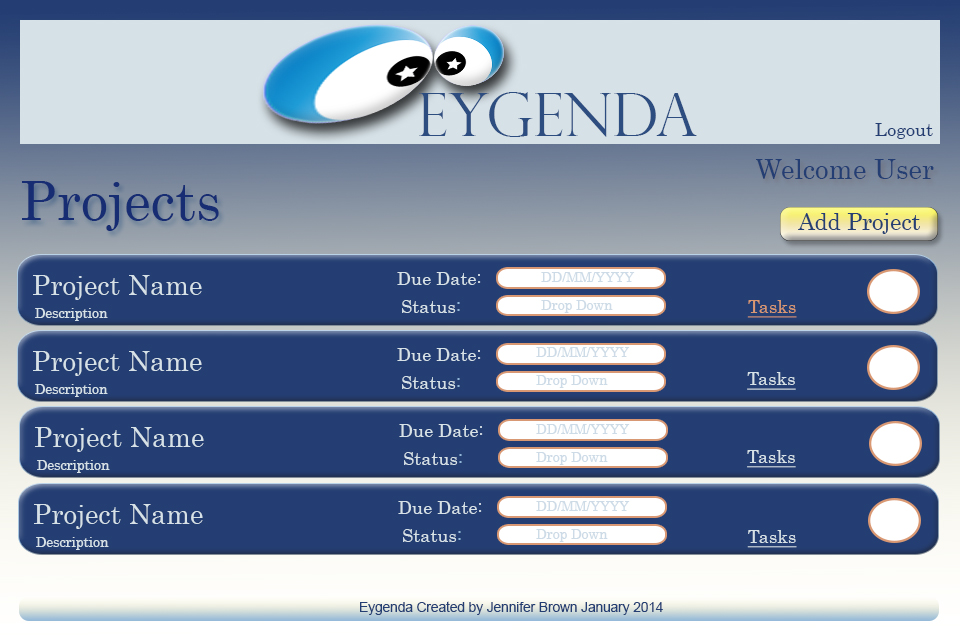 EYGENDA
Logout
Welcome User
Projects
Add Project
Project Name
Description
Due Date: DD/MM/YYYY
Status: Drop Down
Tasks
Project Name
Description
Due Date: DD/MM/YYYY
Status: Drop Down
Tasks
Project Name
Description
Due Date: DD/MM/YYYY
Status: Drop Down
Tasks
Project Name
Description
Due Date: DD/MM/YYYY
Status: Drop Down
Tasks
Eygenda Created by Jennifer Brown January 2014